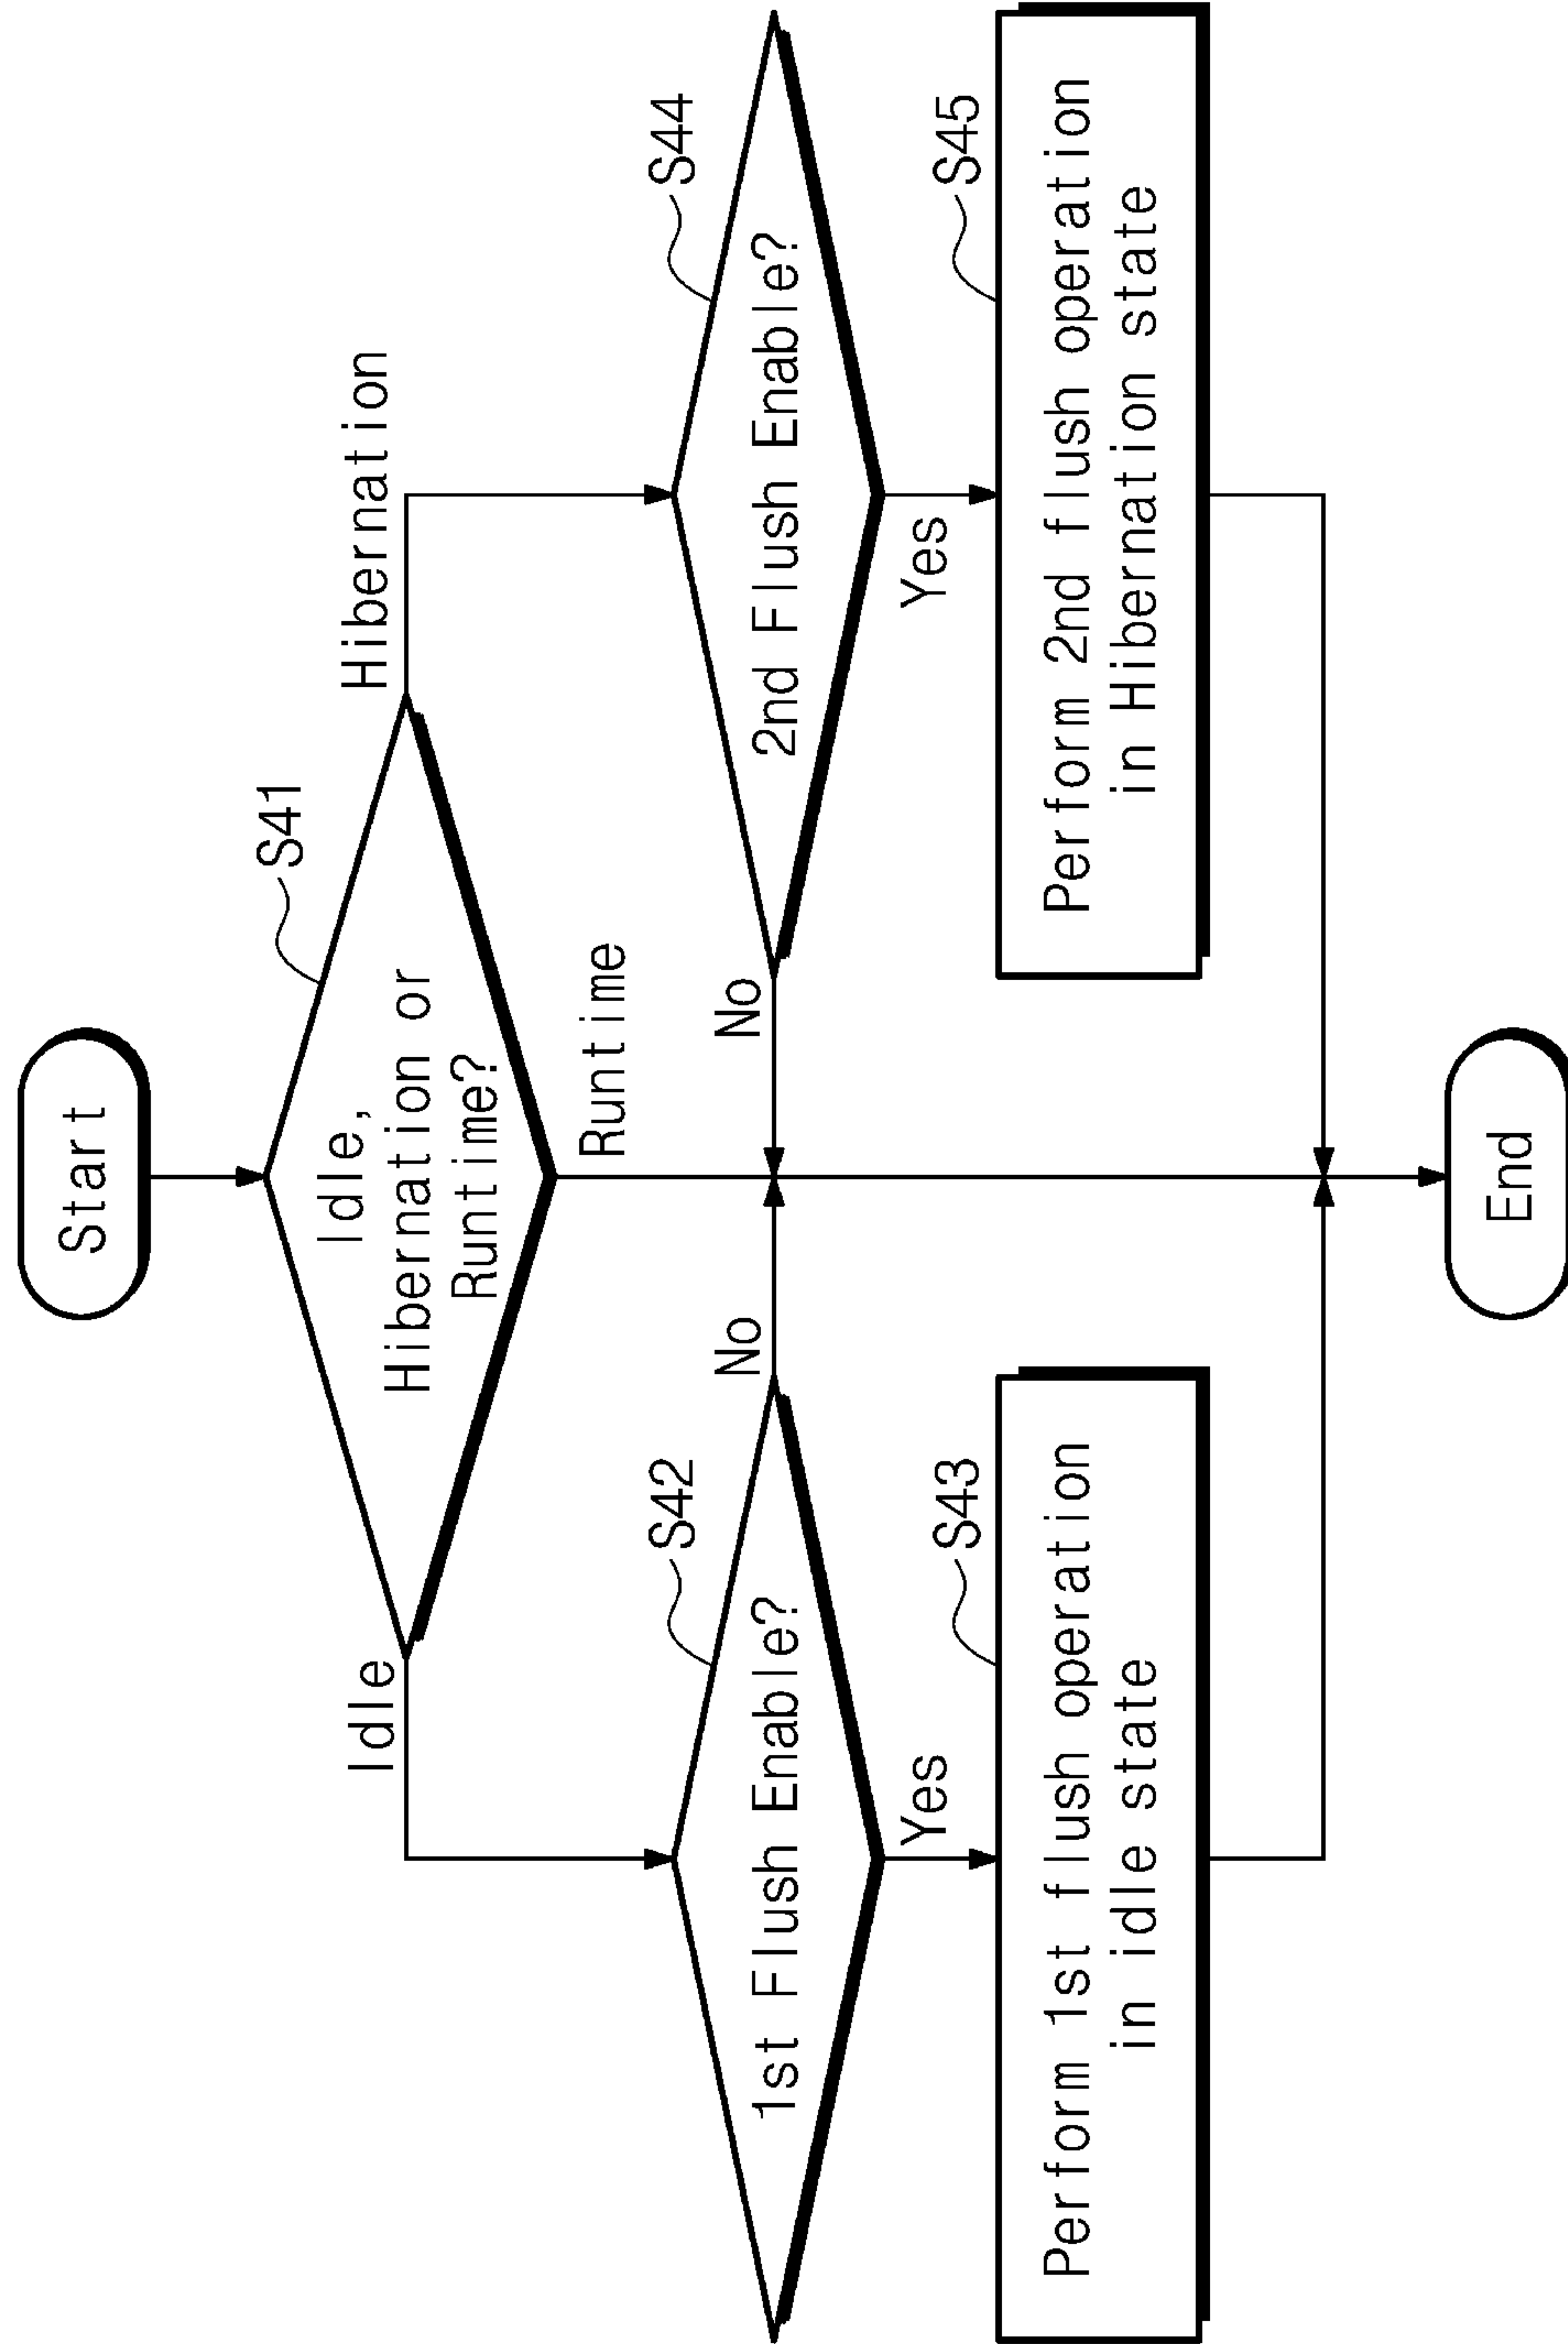 Start
S41
Idle,
Hibernation or
Runtime?
Idle
Hibernation
Runtime
S42
S44
1st Flush Enable?
No
No
2nd Flush Enable?
Yes
Yes
S43
S45
Perform 1st flush operation
in idle state
Perform 2nd flush operation
in Hibernation state
End